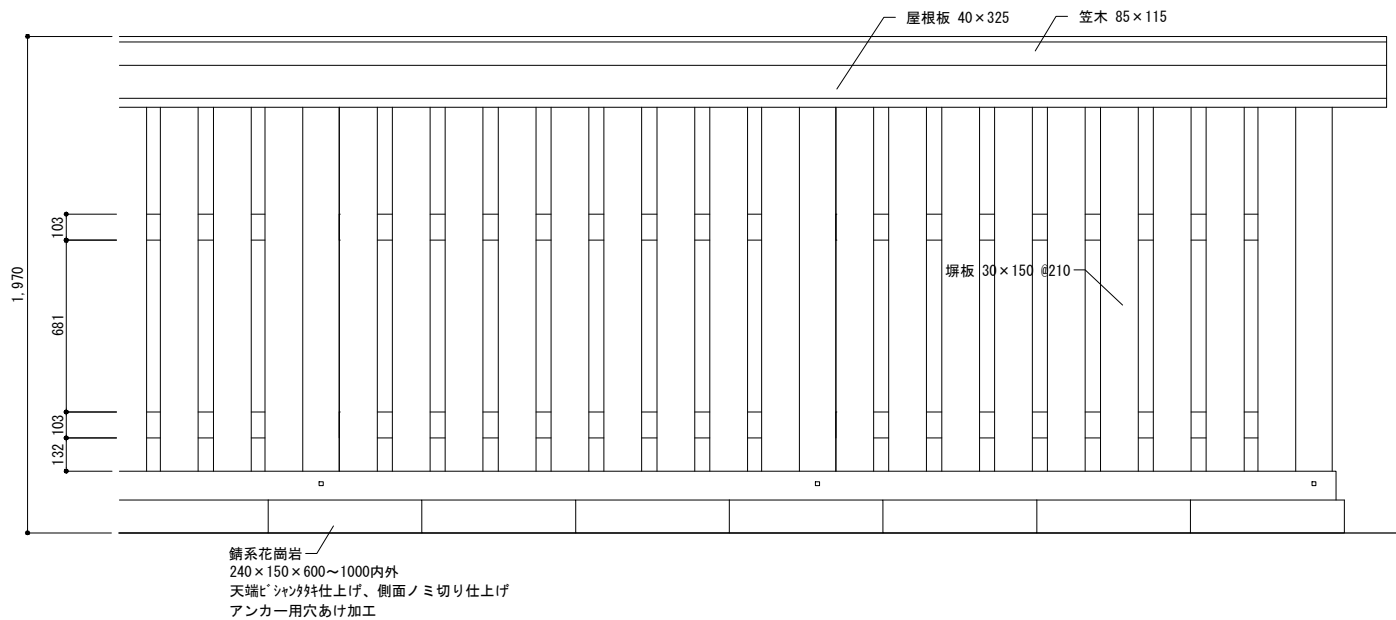 屋根板 40×325
笠木 85×115
103
681
1,970
103
132
塀板 30×150 @210
錆系花崗岩
240×150×600～1000内外
天端ﾋﾞｼｬﾝﾀﾀｷ仕上げ、側面ノミ切り仕上げ
アンカー用穴あけ加工